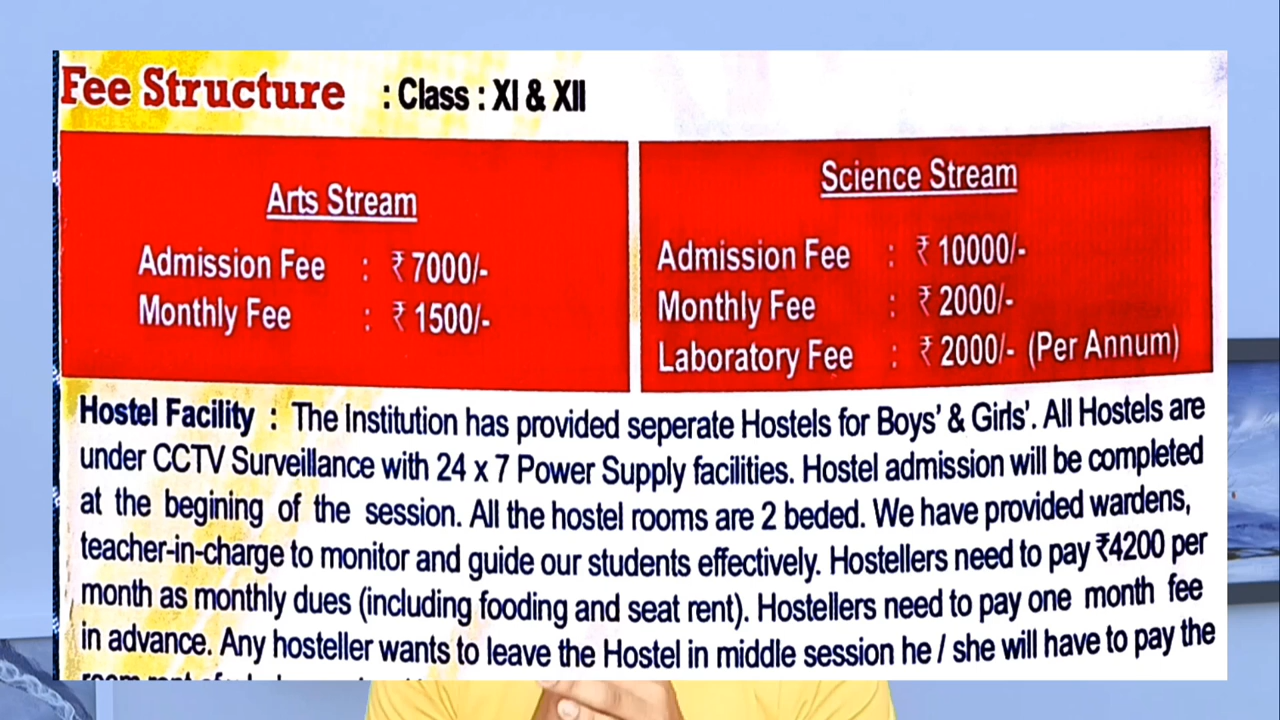 Fee Structure : Class : XI & XII
Arts Stream
Admission Fee : ₹ 7000/-
Monthly Fee : ₹ 1500/-
Science Stream
Admission Fee : ₹ 10000/-
Monthly Fee : ₹ 2000/-
Laboratory Fee : ₹ 2000/- (Per Annum)
Hostel Facility : The Institution has provided seperate Hostels for Boys' & Girls'. All Hostels are
under CCTV Surveillance with 24 x 7 Power Supply facilities. Hostel admission will be completed
at the begining of the session. All the hostel rooms are 2 beded. We have provided wardens,
teacher-in-charge to monitor and guide our students effectively. Hostellers need to pay ₹4200 per
month as monthly dues (including fooding and seat rent). Hostellers need to pay one month fee
in advance. Any hosteller wants to leave the Hostel in middle session he / she will have to pay the